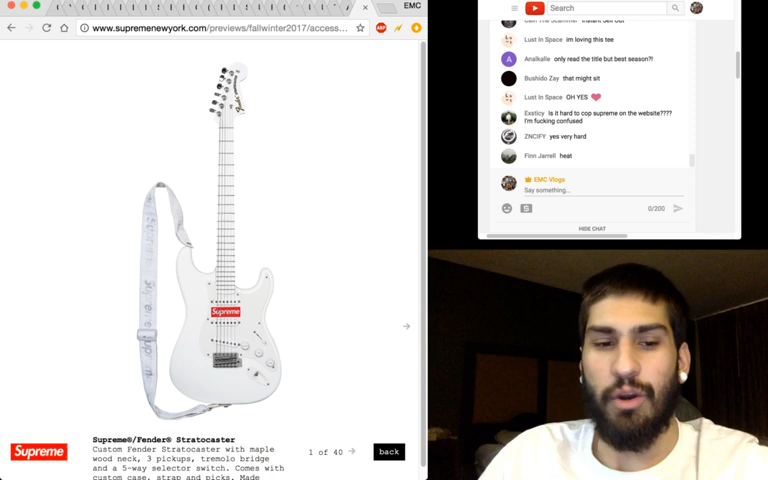 EMC
www.supremenewyork.com/previews/fallwinter2017/access...
ABP
Fender
Supreme
Supreme
Supreme®/Fender® Stratocaster
Custom Fender Stratocaster with maple
wood neck, 3 pickups, tremolo bridge
and a 5-way selector switch. Comes with
custom case, strap and picks. Made
1 of 40
back
Search
Lust In Space im loving this tee
Analkalie only read the title but best season?!
Bushido Zay that might sit
Lust In Space OH YES
Exsticy Is it hard to cop supreme on the website????
I'm fucking confused
ZNCIFY yes very hard
Finn Jarrell heat
EMC Vlogs
Say something...
0/200
HIDE CHAT